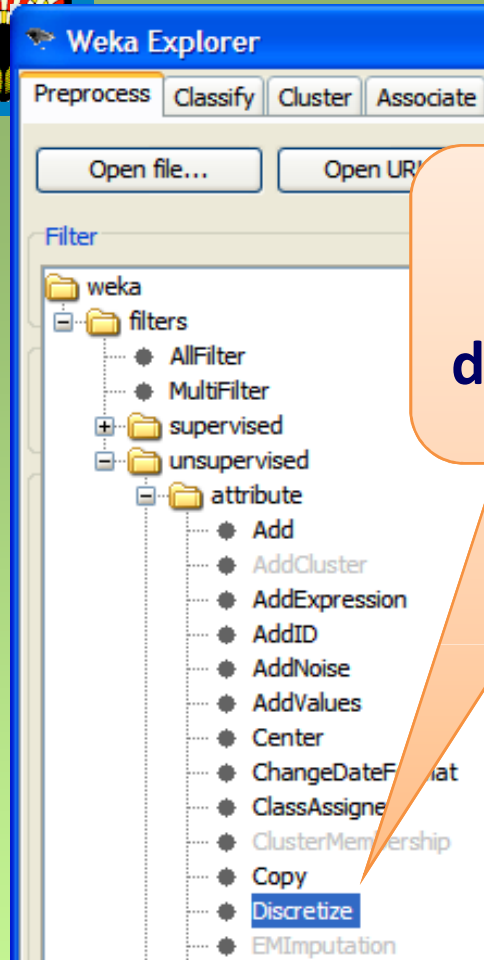 Weka Explorer
Preprocess Classify Cluster Associate
Open file... Open
Filter
weka
filters
AllFilter
MultiFilter
supervised
unsupervised
attribute
Add
AddCluster
AddExpression
AddID
AddNoise
AddValues
Center
Copy
Discretize
EMImputation